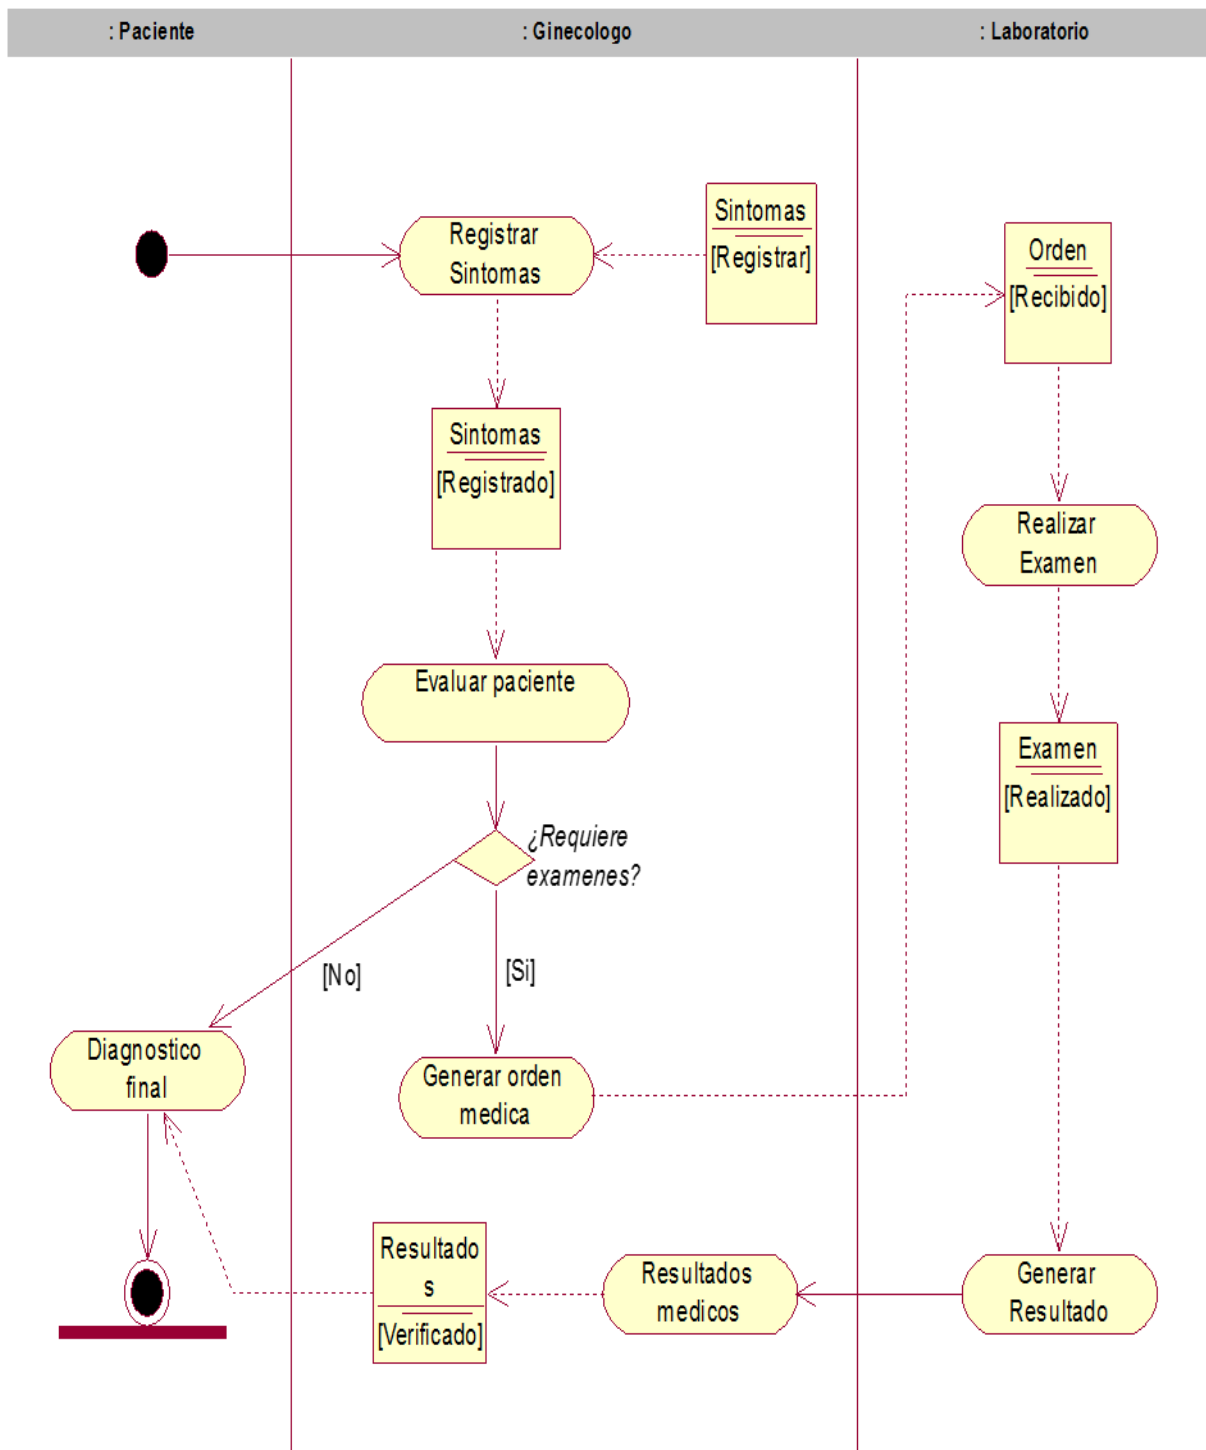 : Paciente
: Ginecologo
: Laboratorio
Registrar
Sintomas
Sintomas
[Registrar]
Orden
[Recibido]
Sintomas
[Registrado]
Realizar
Examen
Evaluar paciente
Examen
[Realizado]
¿Requiere
examenes?
[No]
[Si]
Diagnostico
final
Generar orden
medica
Resultado
s
[Verificado]
Resultados
medicos
Generar
Resultado